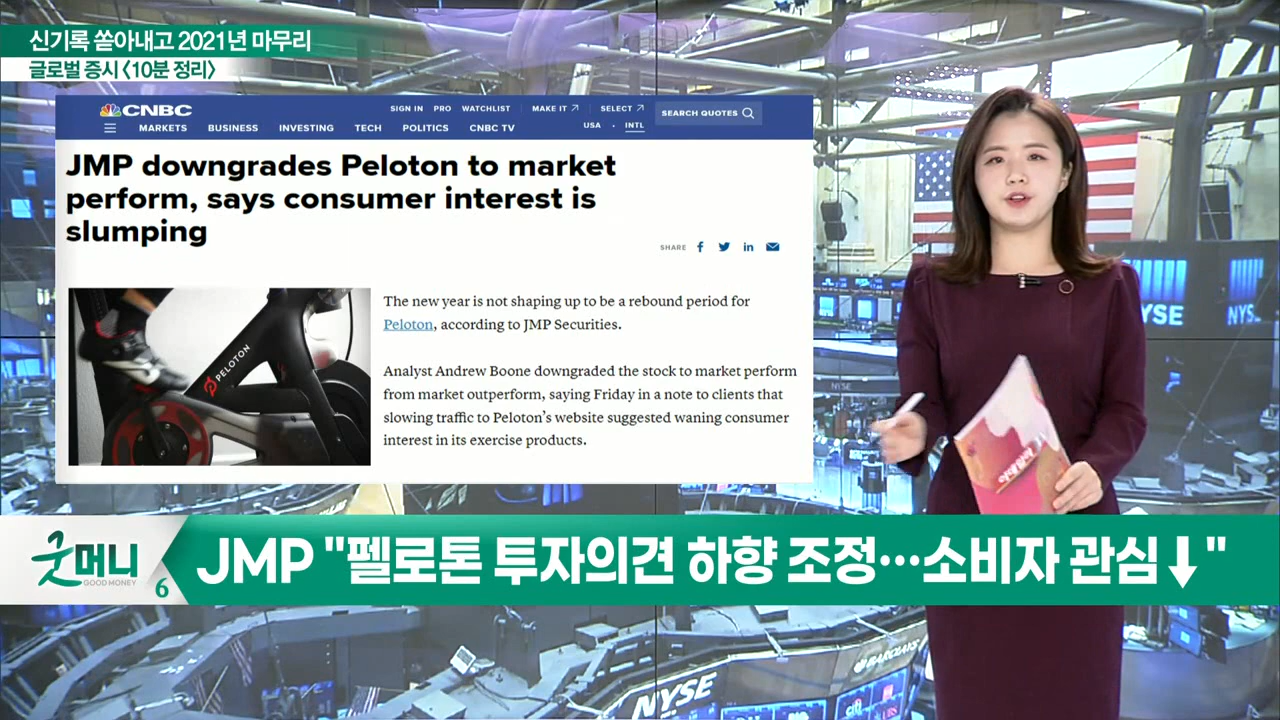 신기록 쏟아내고 2021년 마무리
글로벌 증시 <10분 정리>
CNBC
SIGN IN PRO WATCHLIST MAKE IT SELECT SEARCH QUOTES
MARKETS BUSINESS INVESTING TECH POLITICS CNBC TV USA · INTL
JMP downgrades Peloton to market
perform, says consumer interest is
slumping
SHARE
PELOTON
The new year is not shaping up to be a rebound period for
Peloton, according to JMP Securities.
Analyst Andrew Boone downgraded the stock to market perform
from market outperform, saying Friday in a note to clients that
slowing traffic to Peloton's website suggested waning consumer
interest in its exercise products.
NYSE
NYS
굿머니
GOOD MONEY
6
JMP "펠로톤 투자의견 하향 조정…소비자 관심↓"
NYSE
BARCLAYS
citi